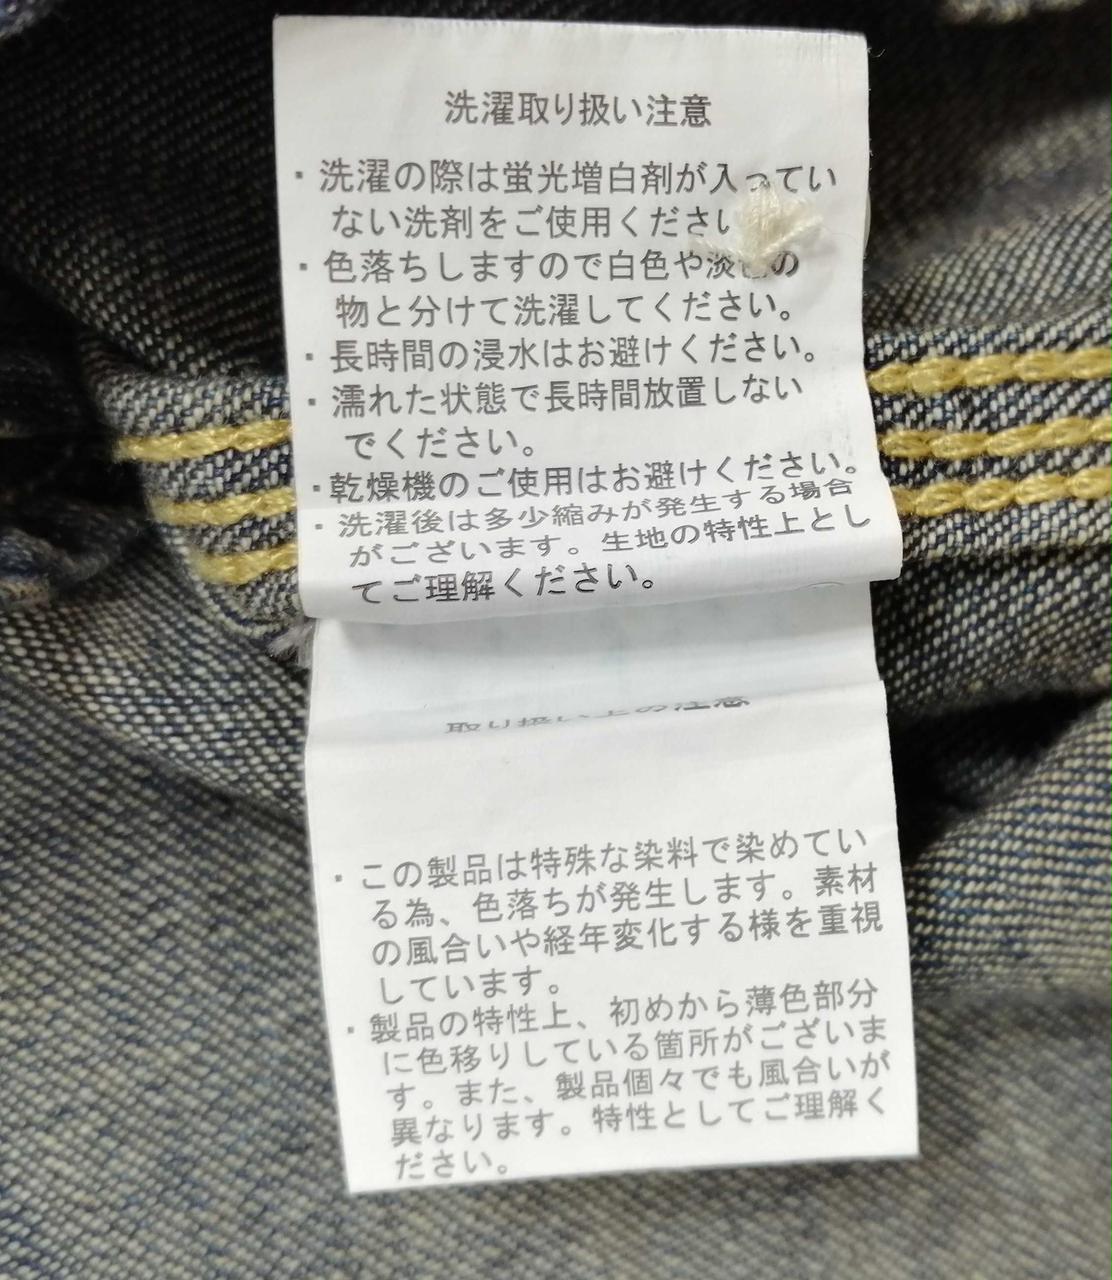 洗濯取り扱い注意
・洗濯の際は蛍光増白剤が入ってい
ない洗剤をご使用ください
・色落ちしますので白色や淡色の
物と分けて洗濯してください。
・長時間の浸水はお避けください。
・濡れた状態で長時間放置しない
でください。
・乾燥機のご使用はお避けください。
・洗濯後は多少縮みが発生する場合
がございます。生地の特性上とし
てご理解ください。
取り扱い上の注意
・この製品は特殊な染料で染めてい
る為、色落ちが発生します。素材
の風合いや経年変化する様を重視
しています。
・製品の特性上、初めから薄色部分
に色移りしている箇所がございま
す。また、製品個々でも風合いが
異なります。特性としてご理解く
ださい。